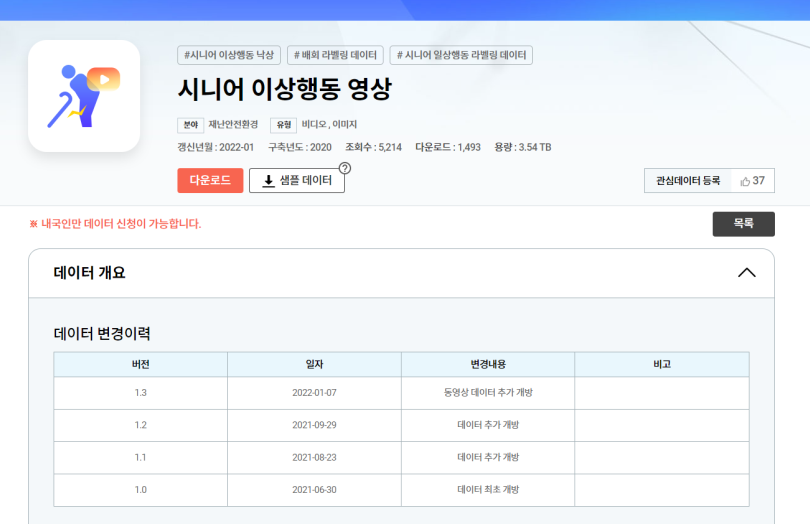 #시니어 이상행동 낙상 # 배회 라벨링 데이터 # 시니어 일상행동 라벨링 데이터
시니어 이상행동 영상
분야 재난안전환경 유형 비디오 , 이미지
갱신년월 : 2022-01 구축년도 : 2020 조회수 : 5,214 다운로드 : 1,493 용량 : 3.54 TB
다운로드 샘플 데이터 ? 관심데이터 등록 37
※ 내국인만 데이터 신청이 가능합니다. 목록
데이터 개요
데이터 변경이력
버전 일자 변경내용 비고
1.3 2022-01-07 동영상 데이터 추가 개방
1.2 2021-09-29 데이터 추가 개방
1.1 2021-08-23 데이터 추가 개방
1.0 2021-06-30 데이터 최초 개방